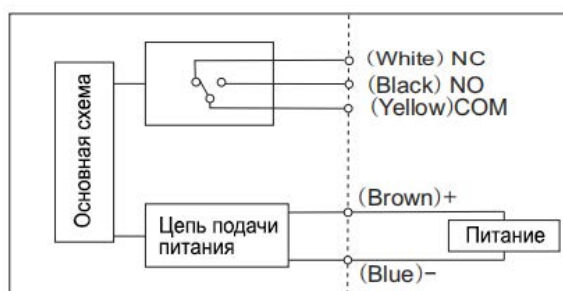 (White) NC
(Black) NO
(Yellow)COM
Основная схема
(Brown)+
Цепь подачи
питания
Питание
(Blue)−